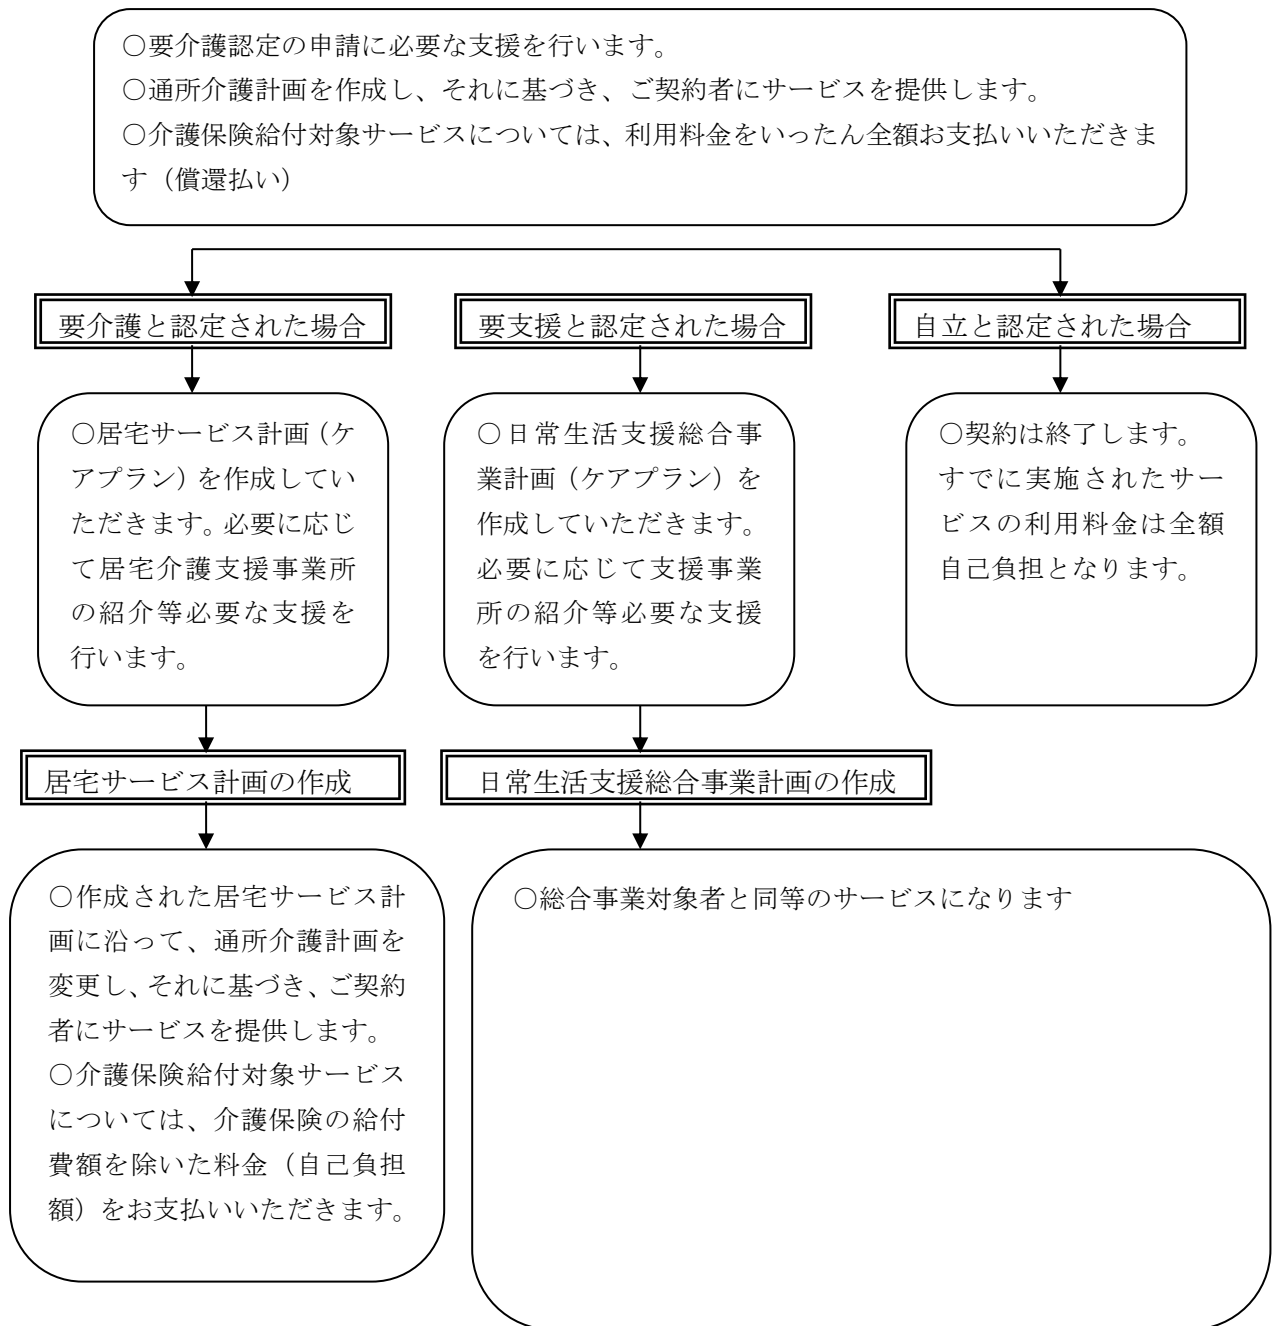 〇要介護認定の申請に必要な支援を行います。
〇通所介護計画を作成し、それに基づき、ご契約者にサービスを提供します。
〇介護保険給付対象サービスについては、利用料金をいったん全額お支払いいただきま
す（償還払い）
要介護と認定された場合
要支援と認定された場合
自立と認定された場合
〇居宅サービス計画（ケ
アプラン）を作成してい
ただきます。必要に応じ
て居宅介護支援事業所
の紹介等必要な支援を
行います。
〇日常生活支援総合事
業計画（ケアプラン）を
作成していただきます。
必要に応じて支援事業
所の紹介等必要な支援
を行います。
〇契約は終了します。
すでに実施されたサー
ビスの利用料金は全額
自己負担となります。
居宅サービス計画の作成
日常生活支援総合事業計画の作成
〇作成された居宅サービス計
画に沿って、通所介護計画を
変更し、それに基づき、ご契約
者にサービスを提供します。
〇介護保険給付対象サービス
については、介護保険の給付
費額を除いた料金（自己負担
額）をお支払いいただきます。
〇総合事業対象者と同等のサービスになります